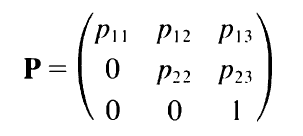 p₁₁ p₁₂ p₁₃
P = 0 p₂₂ p₂₃
0 0 1